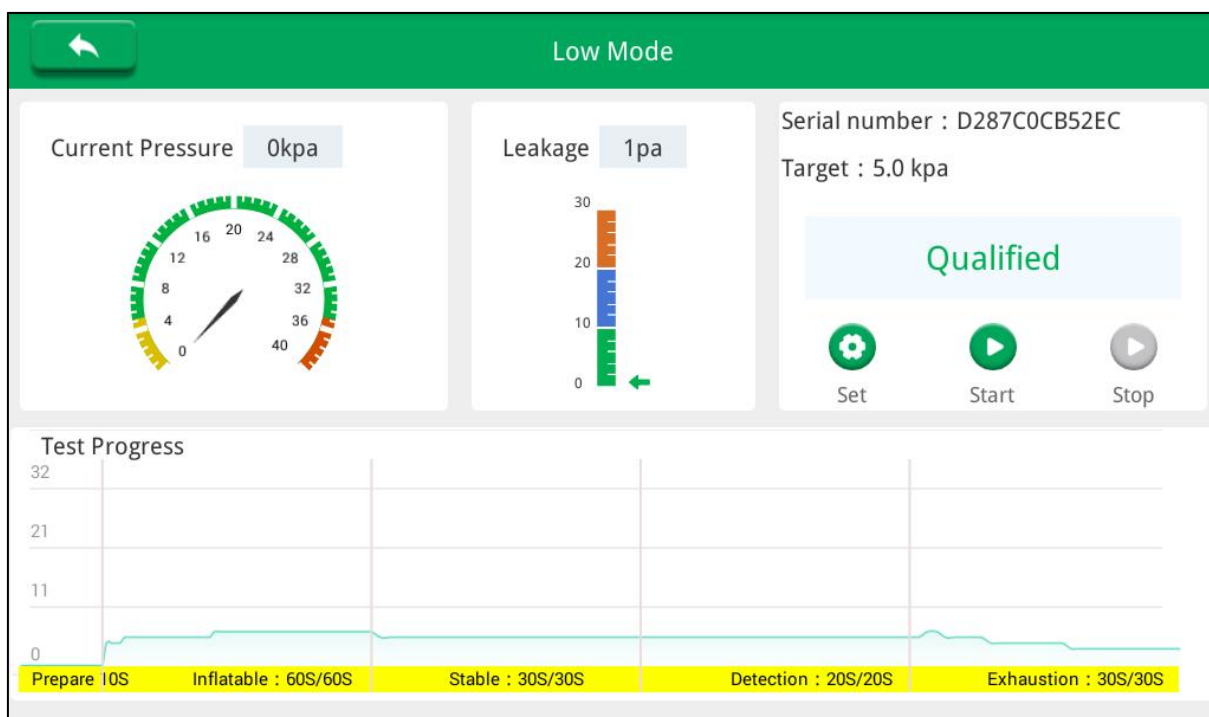 Low Mode
Current Pressure 0kpa
0
4
8
12
16
20
24
28
32
36
40
Leakage 1pa
30
20
10
0
Serial number：D287C0CB52EC
Target：5.0 kpa
Qualified
Set Start Stop
Test Progress
32
21
11
0
Prepare 10S Inflatable：60S/60S Stable：30S/30S Detection：20S/20S Exhaustion：30S/30S